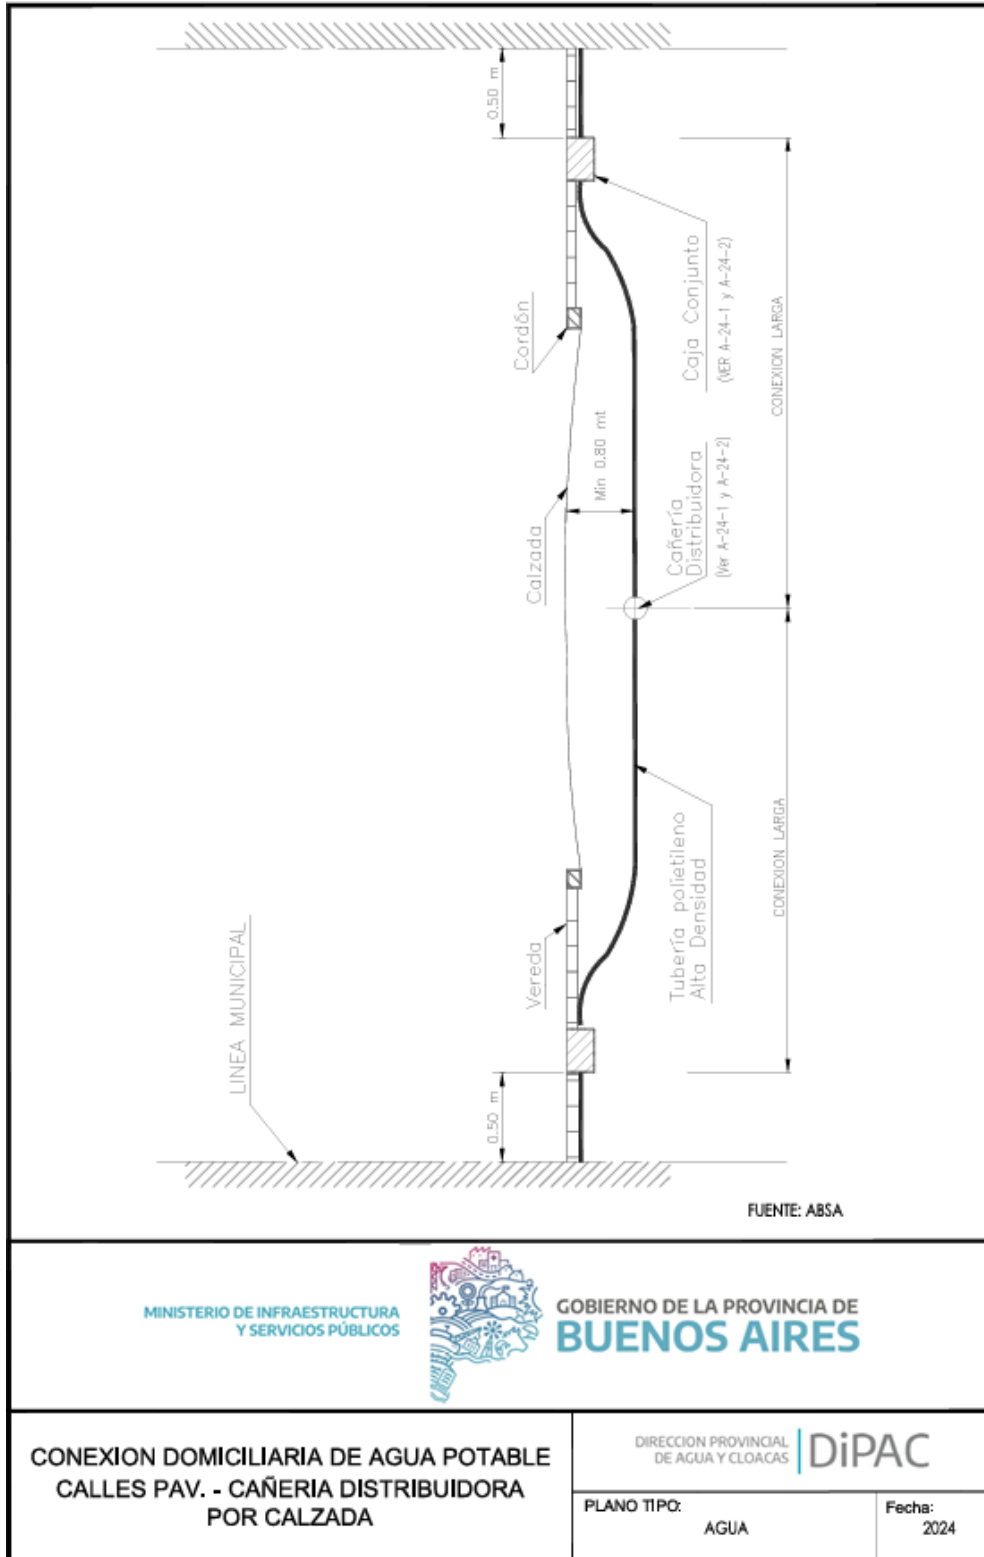 0.50 m
Cordón
Caja Conjunto
(VER A-24-1 y A-24-2)
CONEXION LARGA
Calzada
Min 0.80 mt
Cañería
Distribuidora
(Ver A-24-1 y A-24-2)
Tubería polietileno
Alta Densidad
CONEXION LARGA
Vereda
LINEA MUNICIPAL
0.50 m
FUENTE: ABSA
MINISTERIO DE INFRAESTRUCTURA
Y SERVICIOS PÚBLICOS
GOBIERNO DE LA PROVINCIA DE
BUENOS AIRES
CONEXION DOMICILIARIA DE AGUA POTABLE
CALLES PAV. - CAÑERIA DISTRIBUIDORA
POR CALZADA
DIRECCION PROVINCIAL
DE AGUA Y CLOACAS
DiPAC
PLANO TIPO:
AGUA
Fecha:
2024